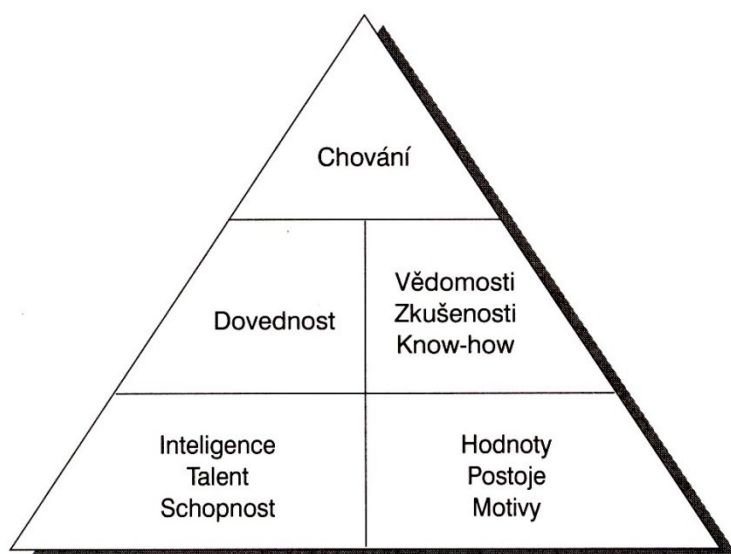 Chování
Dovednost
Vědomosti
Zkušenosti
Know-how
Inteligence
Talent
Schopnost
Hodnoty
Postoje
Motivy